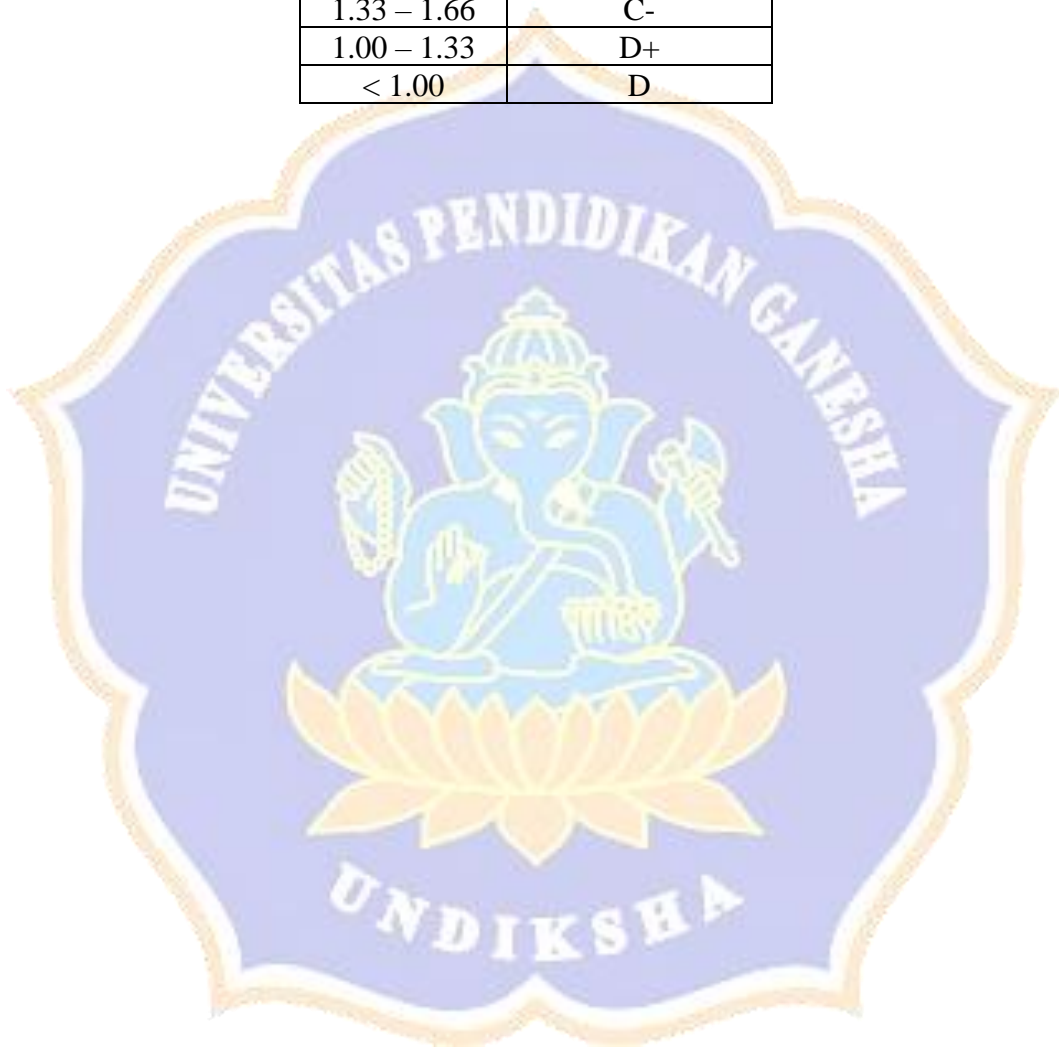 1.33 – 1.66 C-
1.00 – 1.33 D+
< 1.00 D
UNIVERSITAS PENDIDIKAN GANESHA
UNDIKSHA